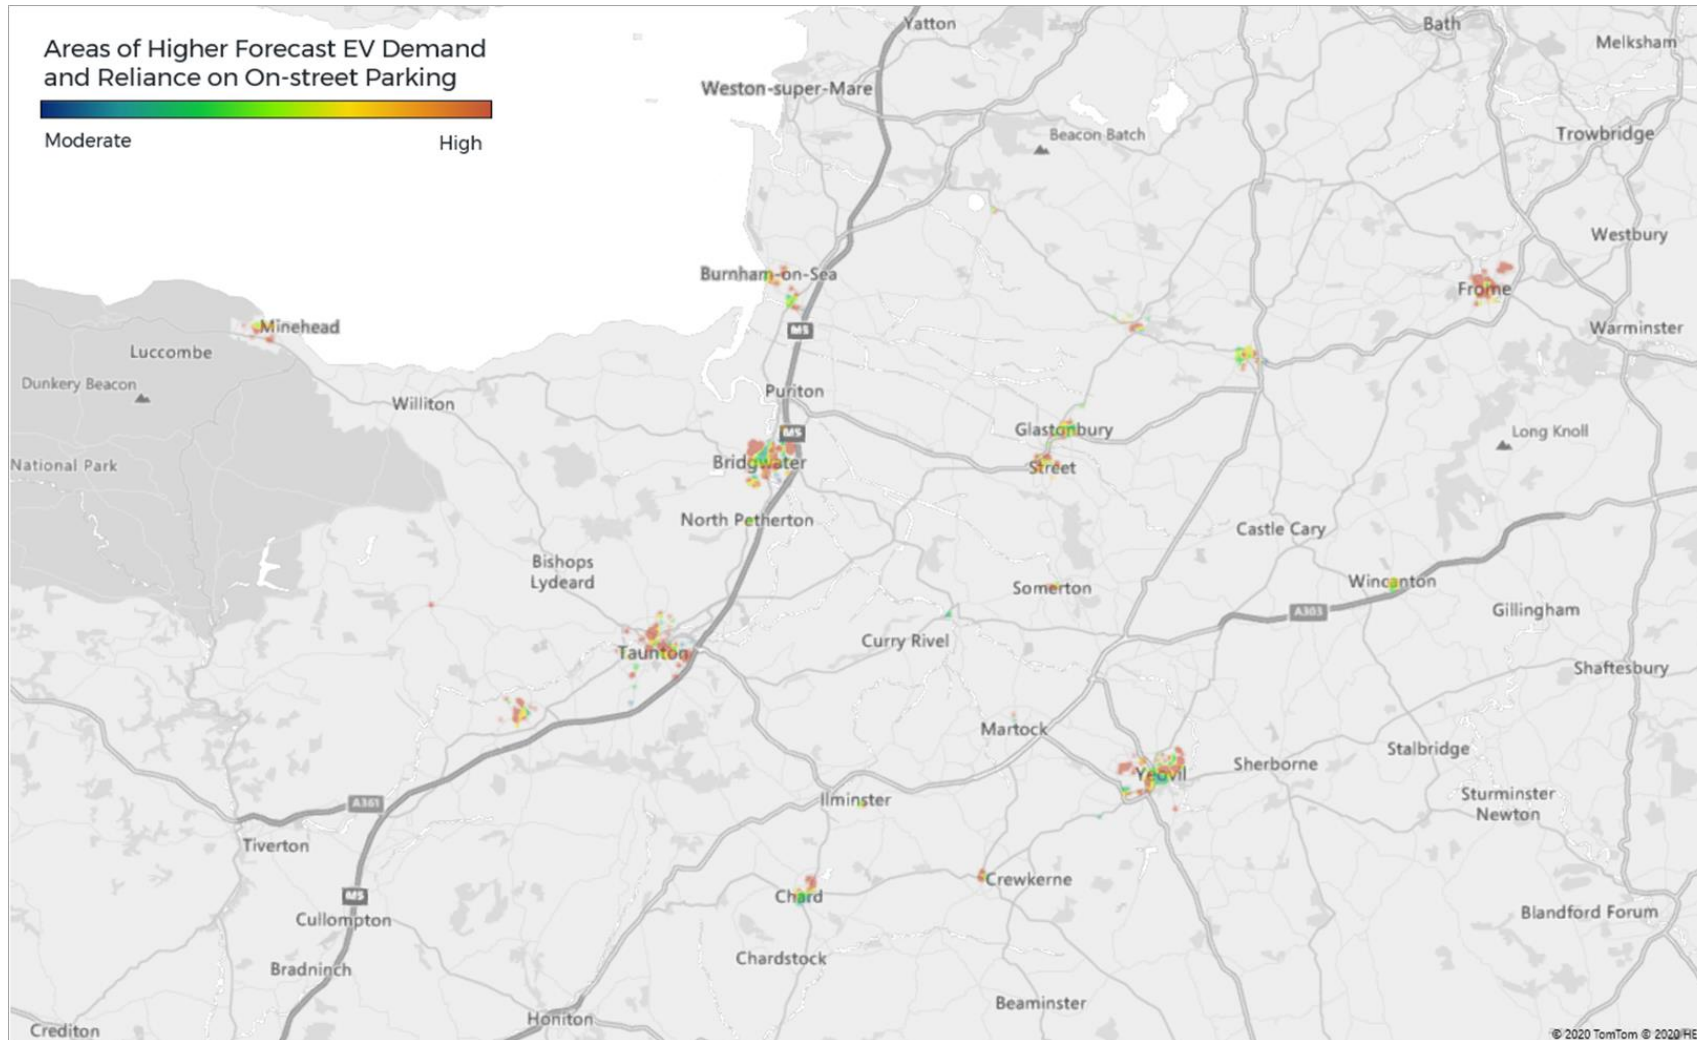 Areas of Higher Forecast EV Demand
and Reliance on On-street Parking
Moderate
High
Yatton
Bath
Melksham
Weston-super-Mare
Beacon Batch
Trowbridge
Westbury
Burnham-on-Sea
Frome
Minehead
M5
Warminster
Luccombe
Dunkery Beacon
Puriton
Williton
Glastonbury
M5
Long Knoll
Bridgwater
National Park
Street
North Petherton
Castle Cary
Bishops
Lydeard
Somerton
Wincanton
A303
Gillingham
Curry Rivel
Taunton
Shaftesbury
Martock
Stalbridge
Yeovil
Sherborne
Ilminster
A361
Sturminster
Newton
Tiverton
Crewkerne
M5
Chard
Cullompton
Blandford Forum
Chardstock
Bradninch
Beaminster
Honiton
Crediton
© 2020 TomTom © 2020 HE